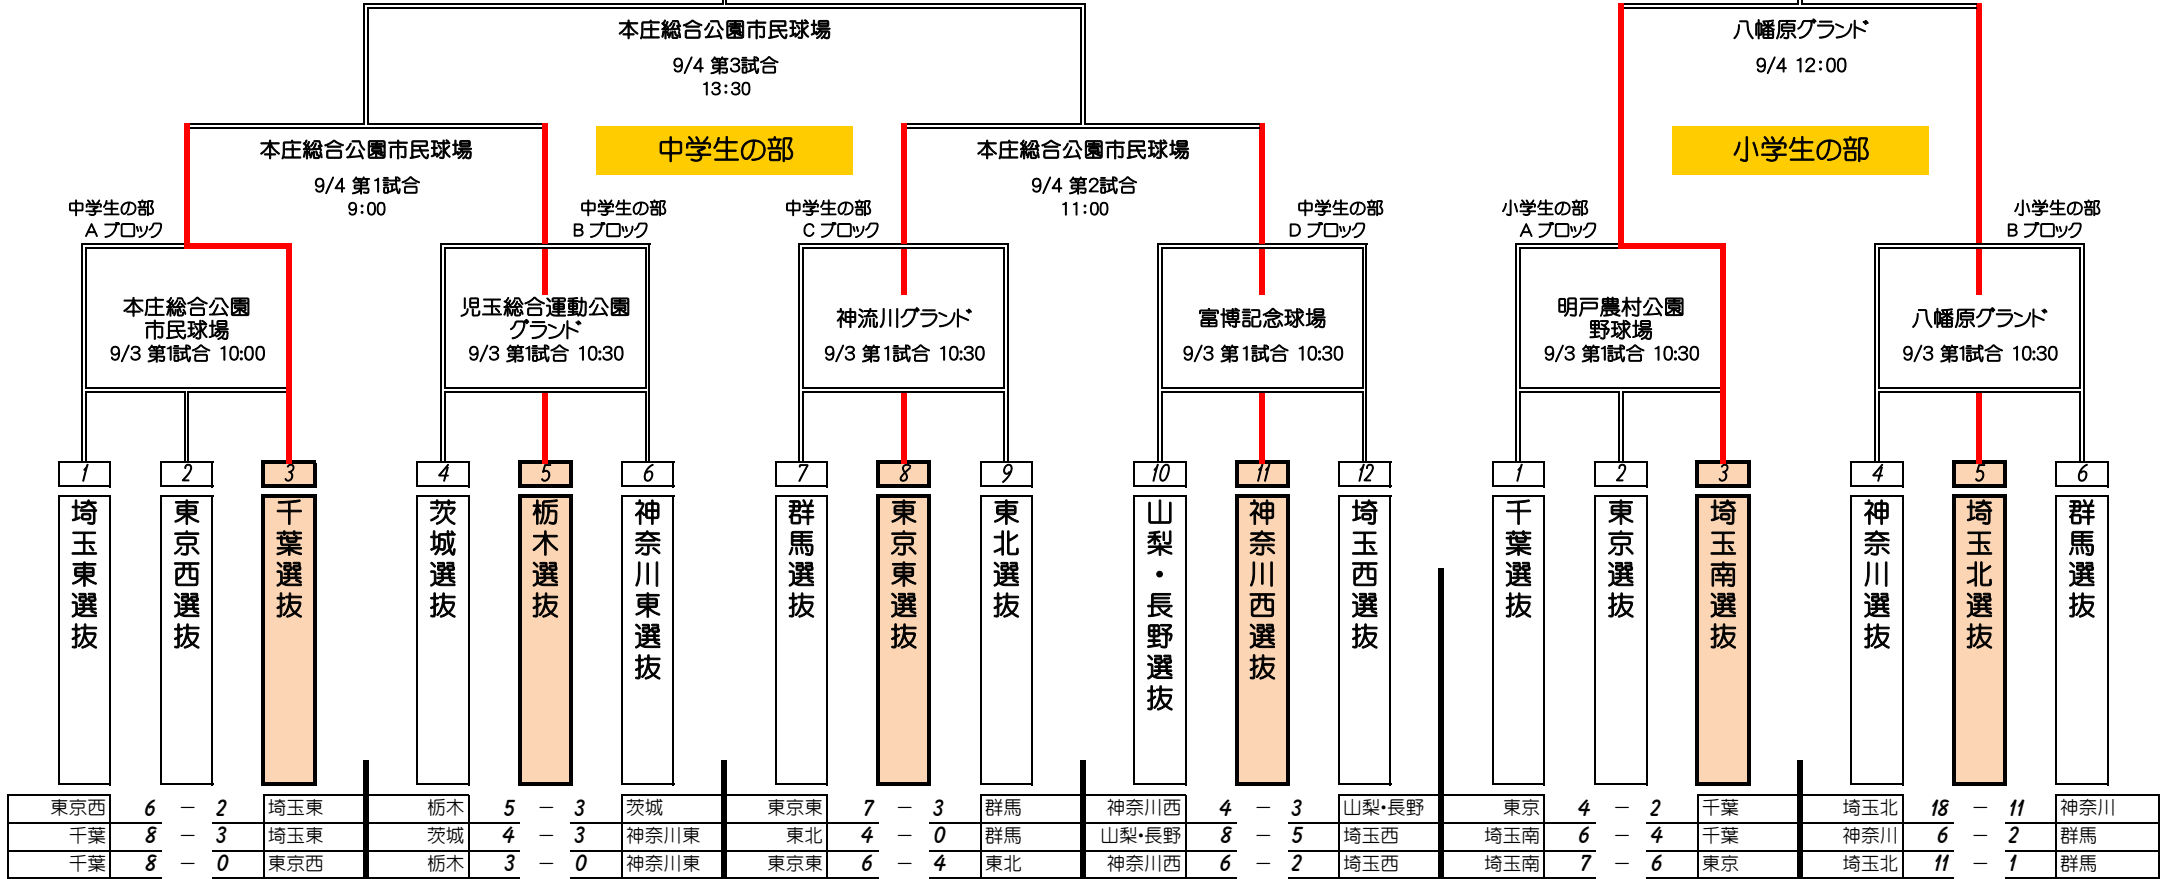 本庄総合公園市民球場
9/4 第3試合
13:30
八幡原グランド
9/4 12:00
中学生の部
小学生の部
本庄総合公園市民球場
9/4 第1試合
9:00
本庄総合公園市民球場
9/4 第2試合
11:00
中学生の部
A ブロック
中学生の部
B ブロック
中学生の部
C ブロック
中学生の部
D ブロック
小学生の部
A ブロック
小学生の部
B ブロック
本庄総合公園
市民球場
9/3 第1試合 10:00
児玉総合運動公園
グランド
9/3 第1試合 10:30
神流川グランド
9/3 第1試合 10:30
富博記念球場
9/3 第1試合 10:30
明戸農村公園
野球場
9/3 第1試合 10:30
八幡原グランド
9/3 第1試合 10:30
1 2 3 4 5 6 7 8 9 10 11 12 1 2 3 4 5 6
埼玉東選抜
東京西選抜
千葉選抜
茨城選抜
栃木選抜
神奈川東選抜
群馬選抜
東京東選抜
東北選抜
山梨・長野選抜
神奈川西選抜
埼玉西選抜
千葉選抜
東京選抜
埼玉南選抜
神奈川選抜
埼玉北選抜
群馬選抜
東京西 6 － 2 埼玉東 栃木 5 － 3 茨城 東京東 7 － 3 群馬 神奈川西 4 － 3 山梨・長野 東京 4 － 2 千葉 埼玉北 18 － 11 神奈川
千葉 8 － 3 埼玉東 茨城 4 － 3 神奈川東 東北 4 － 0 群馬 山梨・長野 8 － 5 埼玉西 埼玉南 6 － 4 千葉 神奈川 6 － 2 群馬
千葉 8 － 0 東京西 栃木 3 － 0 神奈川東 東京東 6 － 4 東北 神奈川西 6 － 2 埼玉西 埼玉南 7 － 6 東京 埼玉北 11 － 1 群馬